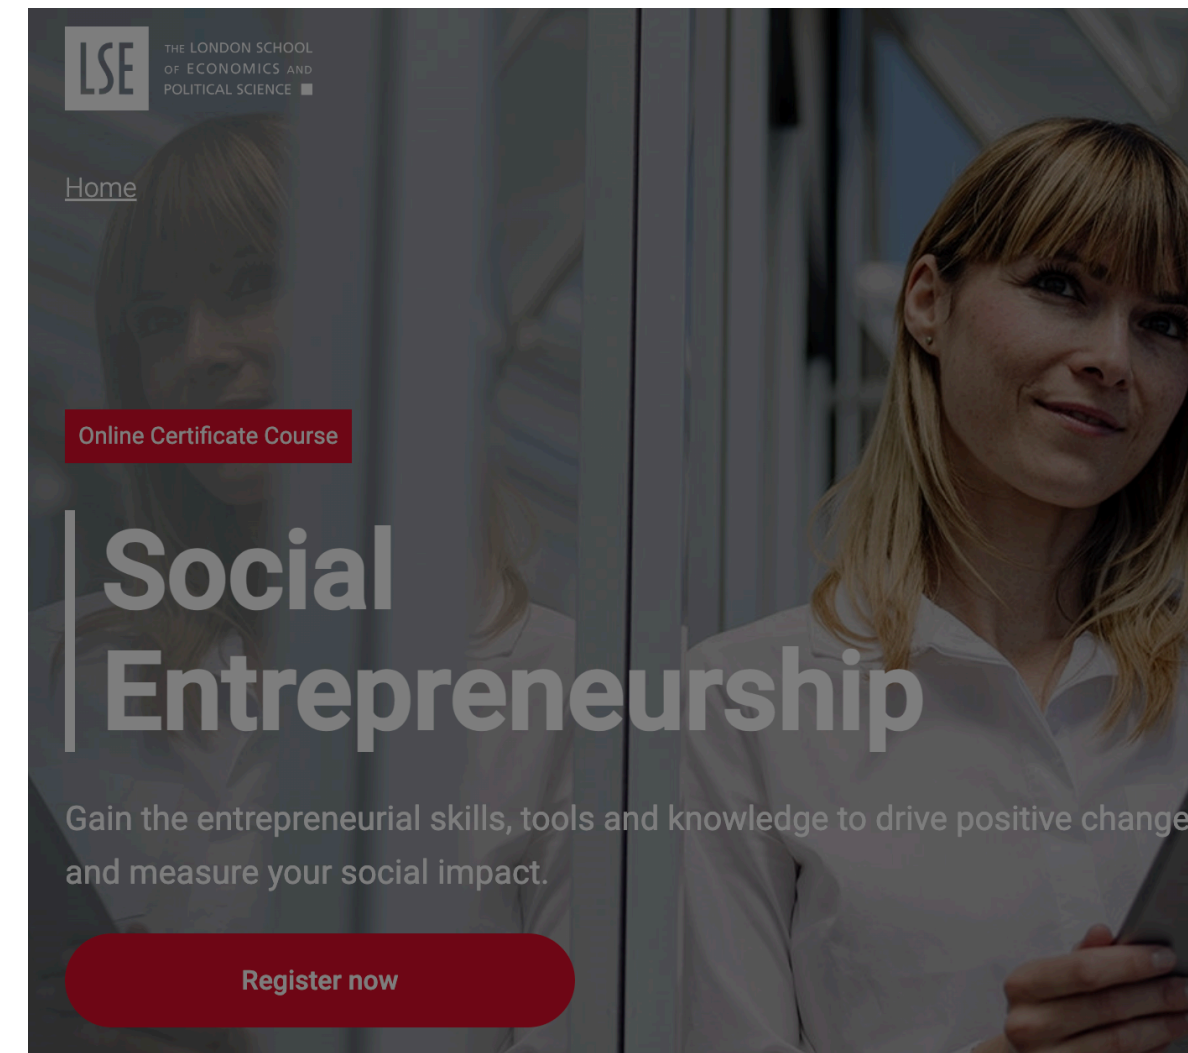 LSE
THE LONDON SCHOOL
OF ECONOMICS AND
POLITICAL SCIENCE
Home
Online Certificate Course
Social
Entrepreneurship
Gain the entrepreneurial skills, tools and knowledge to drive positive change
and measure your social impact.
Register now